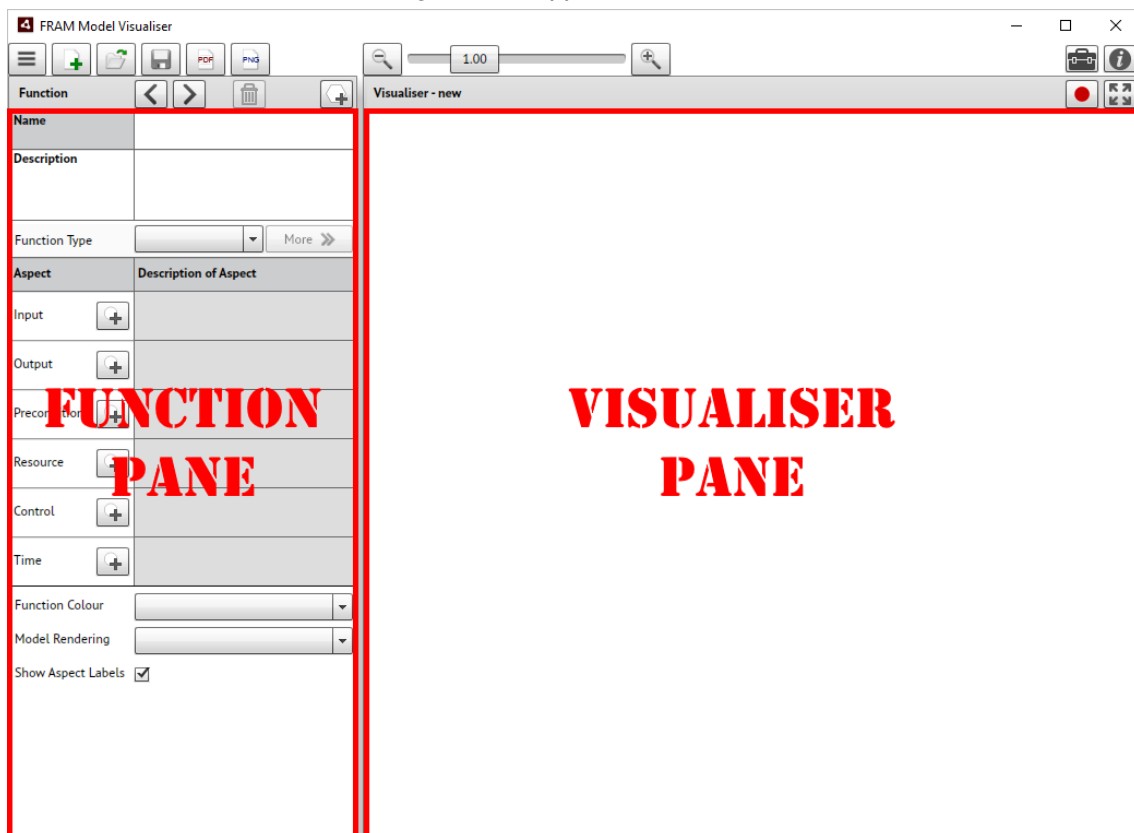 FRAM Model Visualiser
PDF
PNG
1.00
Function
Visualiser - new
Name
Description
Function Type
More
Aspect
Description of Aspect
Input
Output
Precondition
Resource
Control
Time
FUNCTION
PANE
VISUALISER
PANE
Function Colour
Model Rendering
Show Aspect Labels